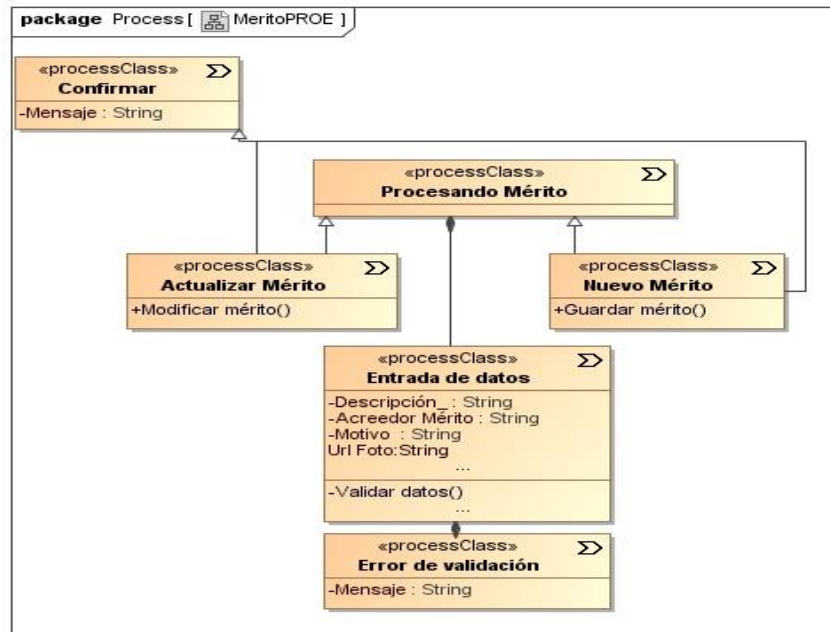 package Process [ MeritoPROE ]
«processClass»
Confirmar
-Mensaje : String
«processClass»
Procesando Mérito
«processClass»
Actualizar Mérito
+Modificar mérito()
«processClass»
Nuevo Mérito
+Guardar mérito()
«processClass»
Entrada de datos
-Descripción_ : String
-Acreedor Mérito : String
-Motivo : String
Url Foto:String
...
-Validar datos()
...
«processClass»
Error de validación
-Mensaje : String